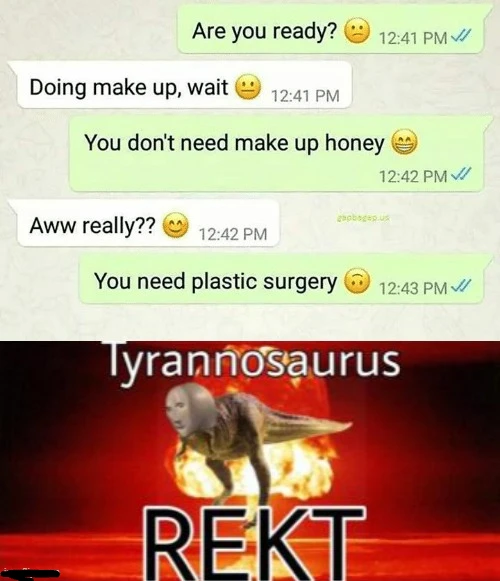 Are you ready? 🙁 12:41 PM
Doing make up, wait 😐 12:41 PM
You don't need make up honey 😁
12:42 PM
gagbagap.us
Aww really?? 😊 12:42 PM
You need plastic surgery 🙃 12:43 PM
Tyrannosaurus
REKT